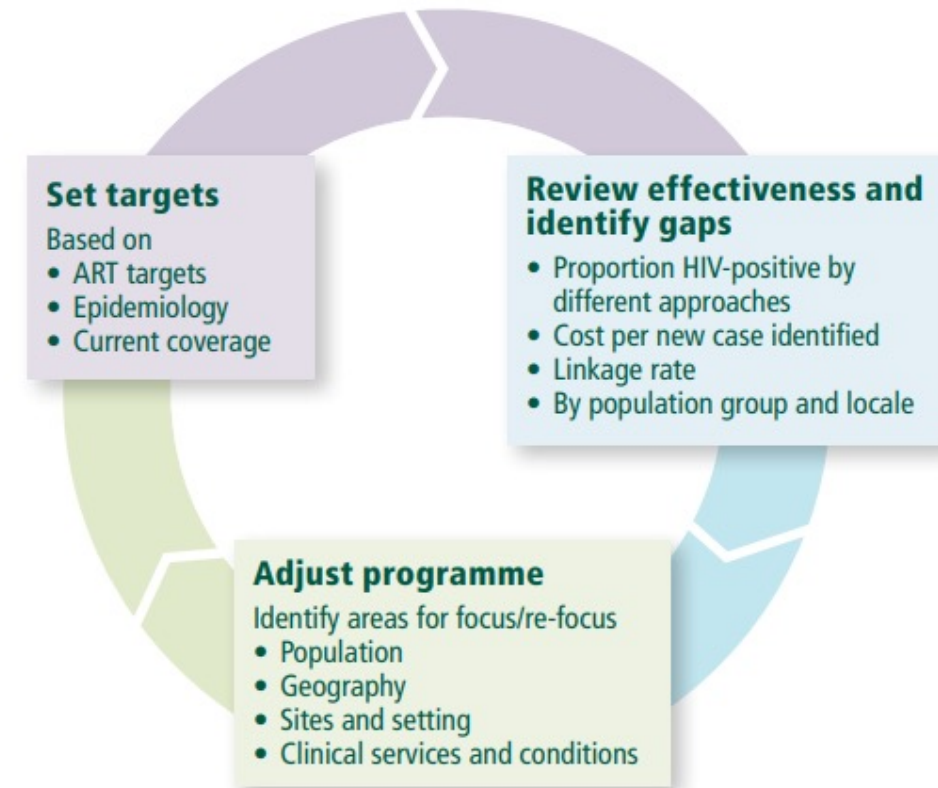 Set targets
Based on
• ART targets
• Epidemiology
• Current coverage
Review effectiveness and
identify gaps
• Proportion HIV-positive by
different approaches
• Cost per new case identified
• Linkage rate
• By population group and locale
Adjust programme
Identify areas for focus/re-focus
• Population
• Geography
• Sites and setting
• Clinical services and conditions